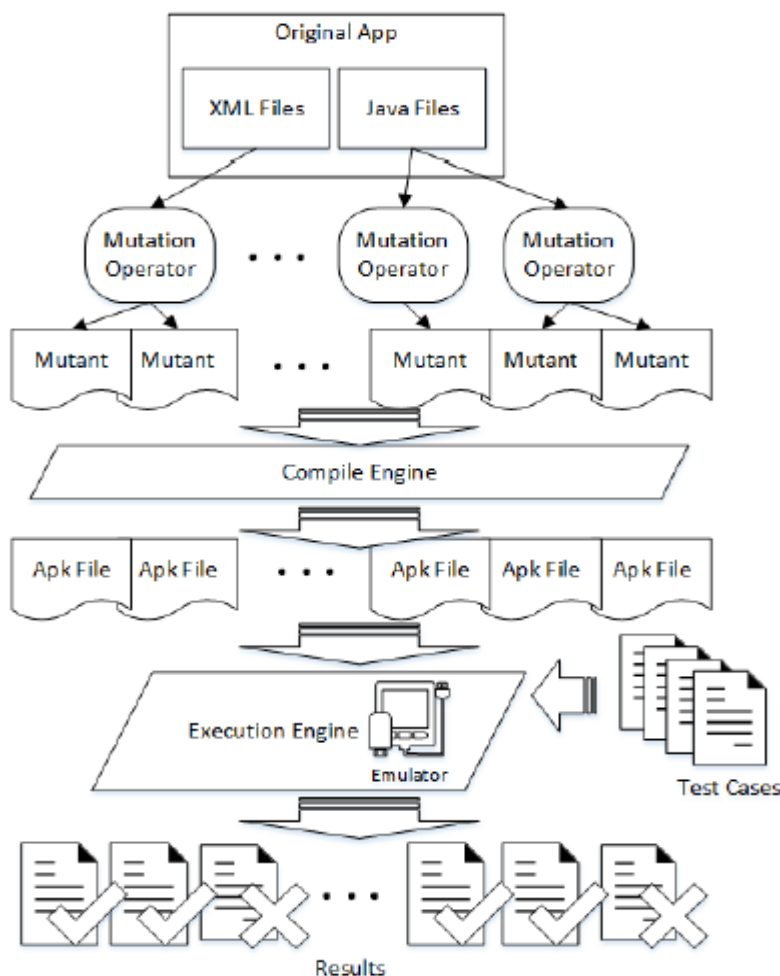 Original App
XML Files
Java Files
Mutation
Operator
. . .
Mutation
Operator
Mutation
Operator
Mutant
Mutant
. . .
Mutant
Mutant
Mutant
Compile Engine
Apk File
Apk File
. . .
Apk File
Apk File
Apk File
Execution Engine
Emulator
Test Cases
. . .
Results